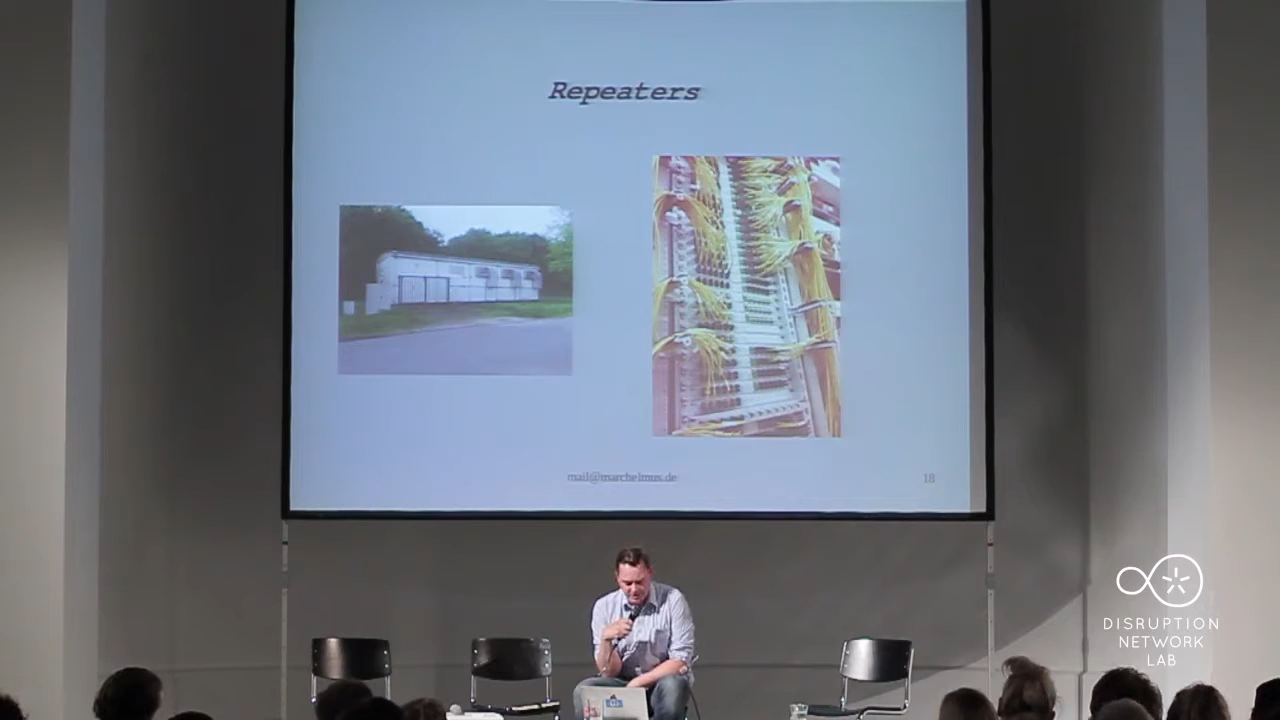 Repeaters
mail@marchelmus.de
18
DISRUPTION
NETWORK
LAB